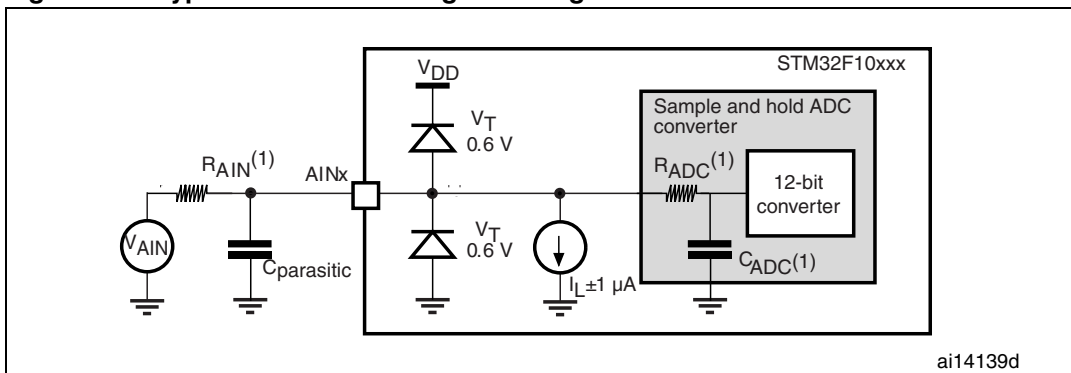 STM32F10xxx
VDD
Sample and hold ADC
converter
VT
0.6 V
RAIN(1)
AINx
RADC(1)
12-bit
converter
VAIN
Cparasitic
VT
0.6 V
IL±1 µA
CADC(1)
ai14139d